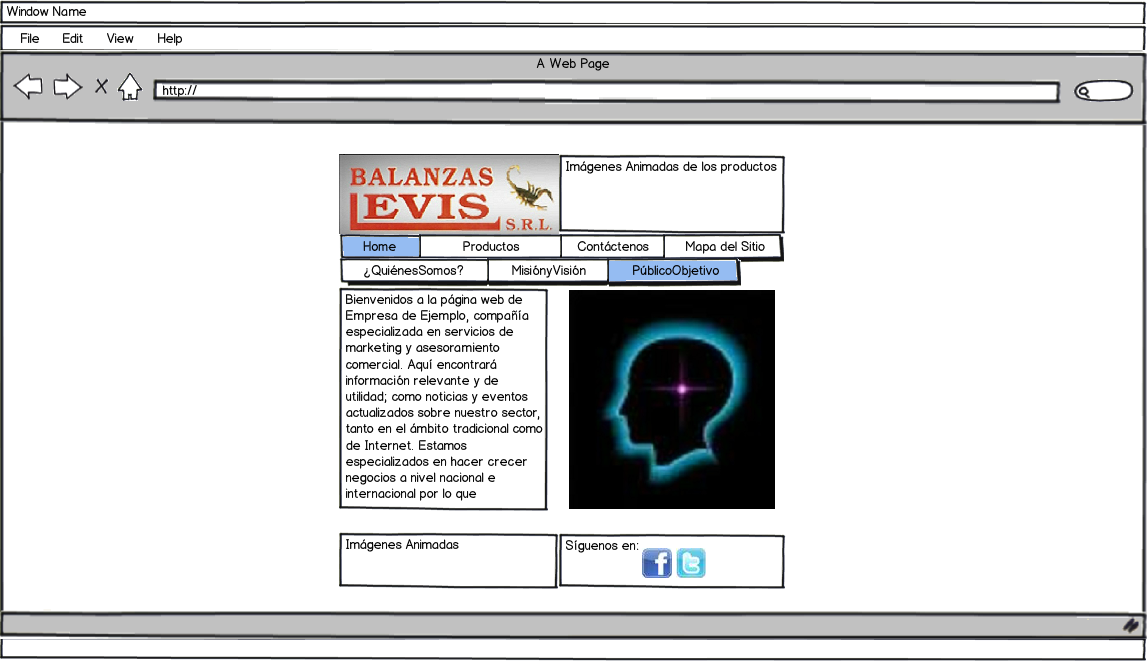 Window Name
File Edit View Help
A Web Page
http://
BALANZAS
LEVIS
S.R.L.
Imágenes Animadas de los productos
Home Productos Contáctenos Mapa del Sitio
¿QuiénesSomos? MisiónyVisión PúblicoObjetivo
Bienvenidos a la página web de
Empresa de Ejemplo, compañía
especializada en servicios de
marketing y asesoramiento
comercial. Aquí encontrará
información relevante y de
utilidad; como noticias y eventos
actualizados sobre nuestro sector,
tanto en el ámbito tradicional como
de Internet. Estamos
especializados en hacer crecer
negocios a nivel nacional e
internacional por lo que
Imágenes Animadas
Síguenos en: